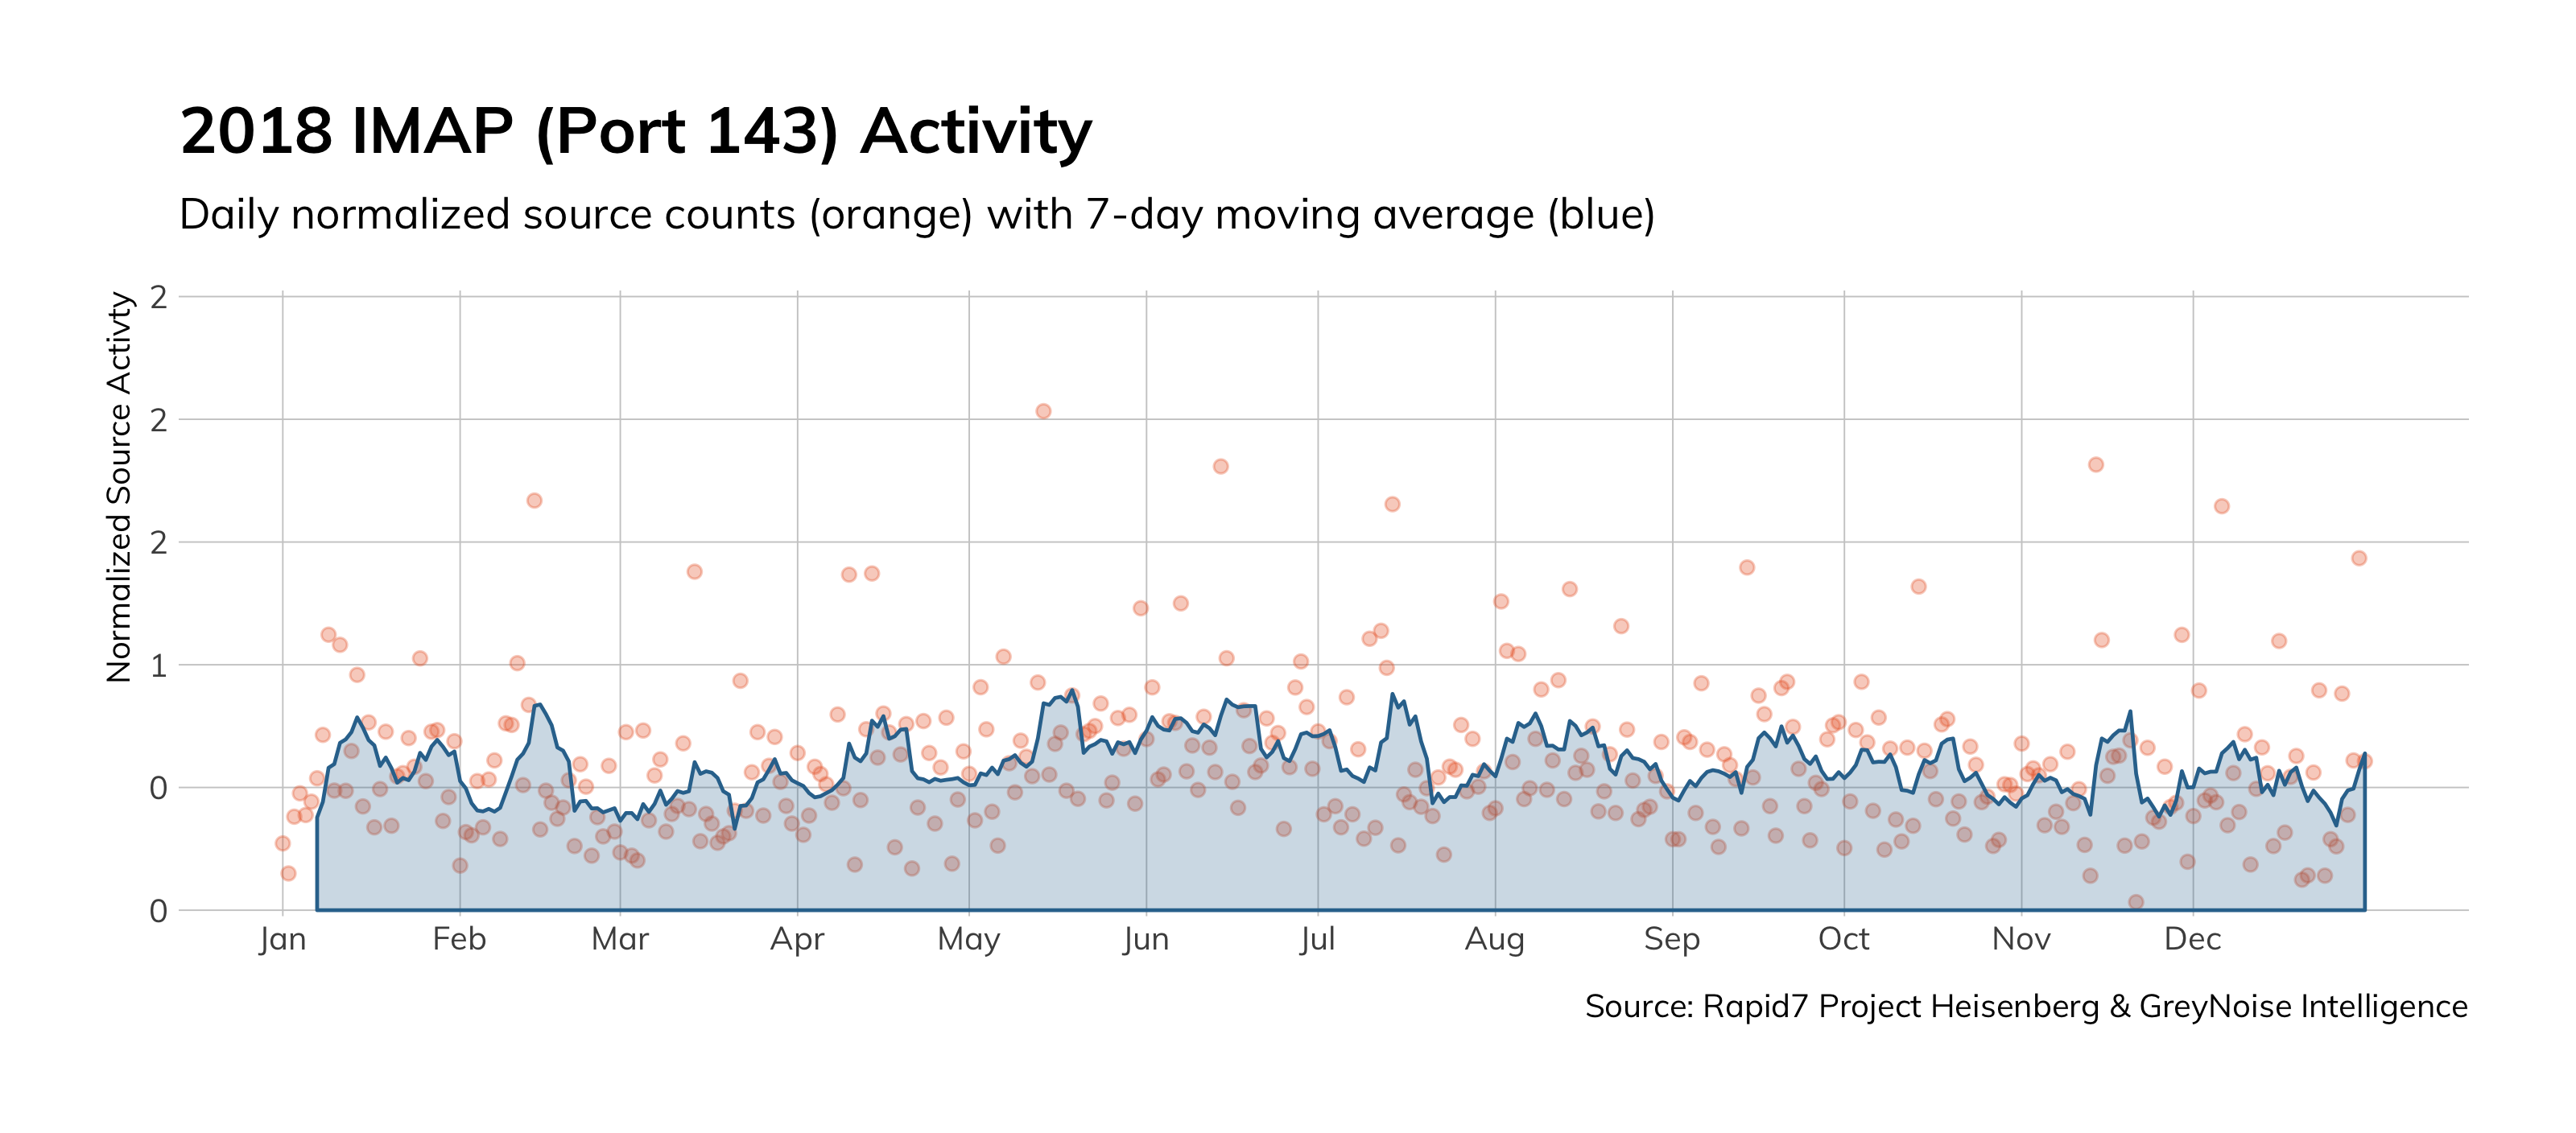 2018 IMAP (Port 143) Activity
Daily normalized source counts (orange) with 7-day moving average (blue)
Normalized Source Activty
2
2
2
1
0
0
Jan Feb Mar Apr May Jun Jul Aug Sep Oct Nov Dec
Source: Rapid7 Project Heisenberg & GreyNoise Intelligence